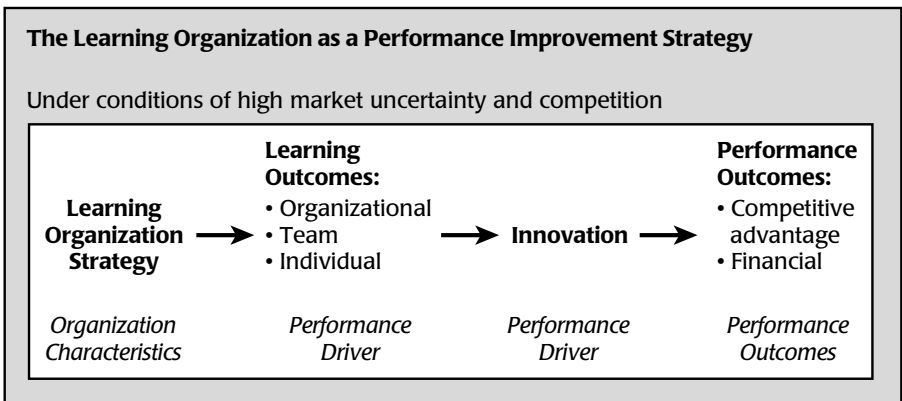 The Learning Organization as a Performance Improvement Strategy
Under conditions of high market uncertainty and competition
Learning
Organization
Strategy
Learning
Outcomes:
• Organizational
• Team
• Individual
Innovation
Performance
Outcomes:
• Competitive
advantage
• Financial
Organization
Characteristics
Performance
Driver
Performance
Driver
Performance
Outcomes